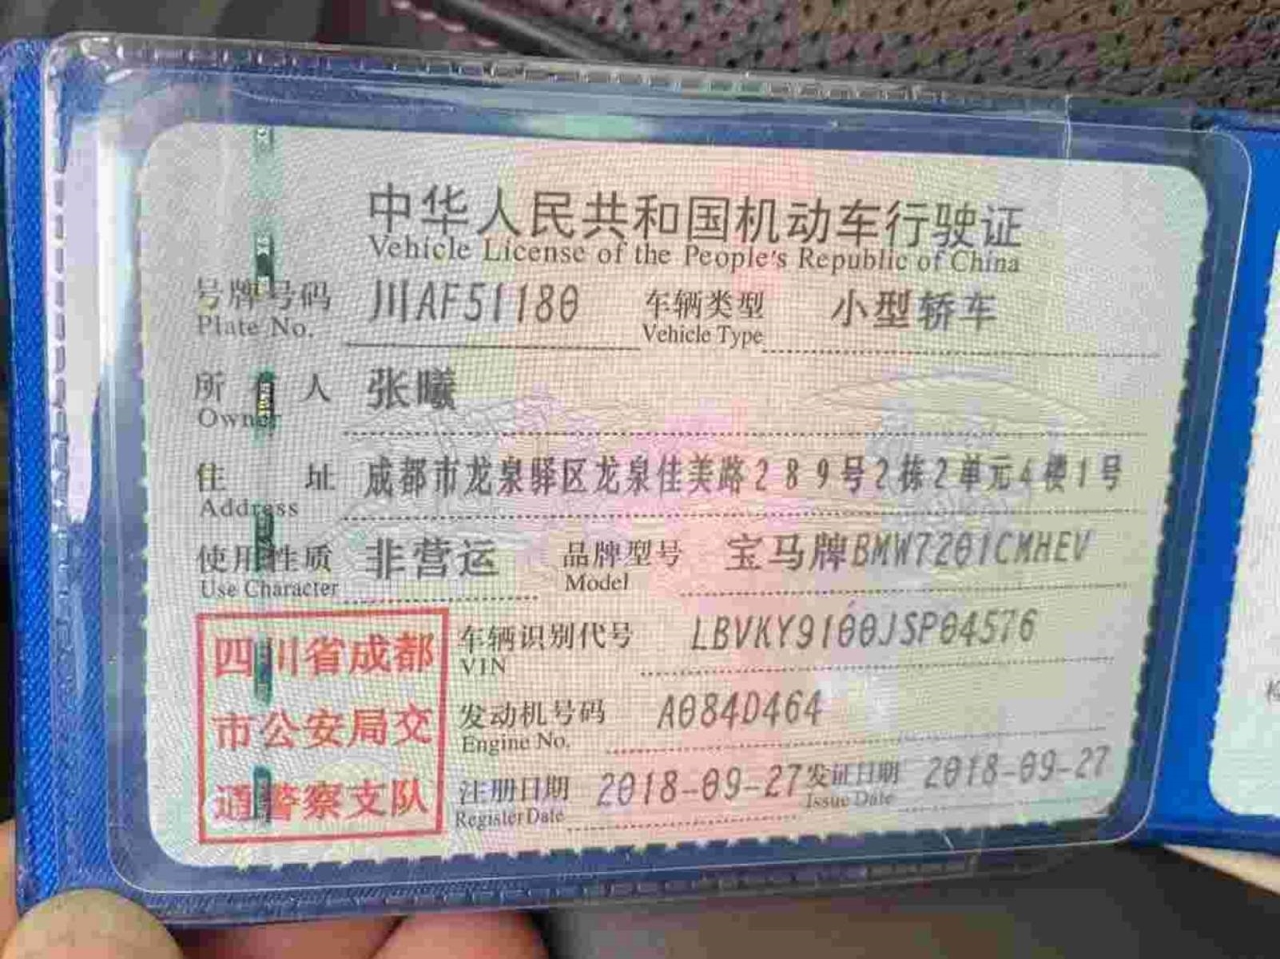 中华人民共和国机动车行驶证
Vehicle License of the People's Republic of China
号牌号码 川AF51180 车辆类型 小型轿车
Plate No. Vehicle Type
所有人 张曦
Owner
住址 成都市龙泉驿区龙泉佳美路289号2栋2单元4楼1号
Address
使用性质 非营运 品牌型号 宝马牌BMW7201CMHEV
Use Character Model
四川省成都
市公安局交
通警察支队
车辆识别代号 LBVKY9100JSP04576
VIN
发动机号码 A084D464
Engine No.
注册日期 2018-09-27 发证日期 2018-09-27
Register Date Issue Date